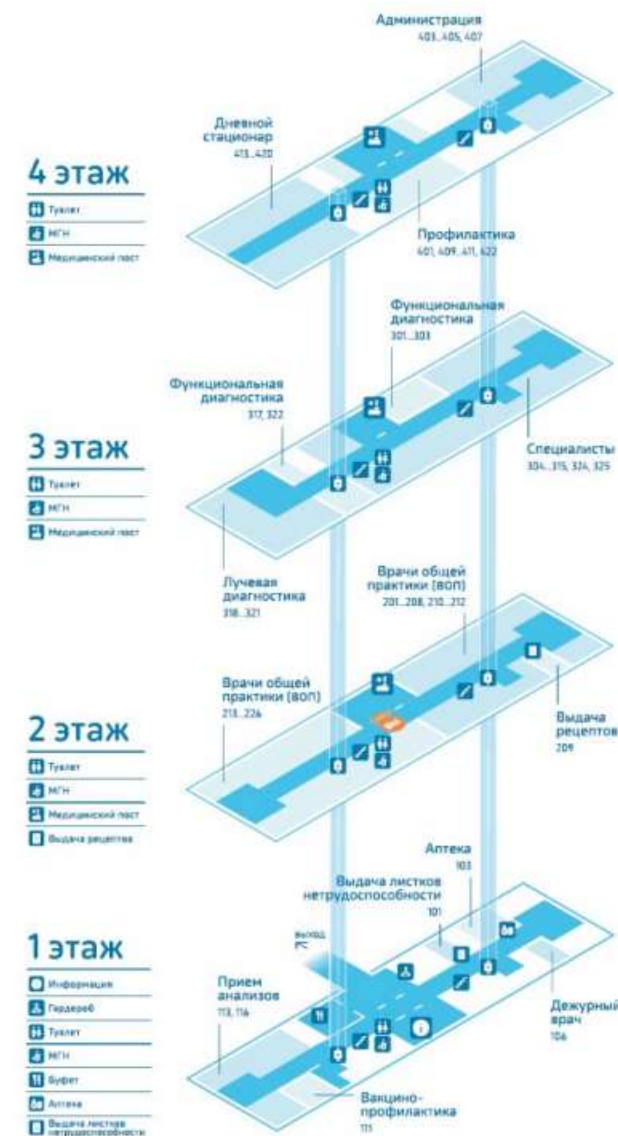 Администрация
403...405, 407
Дневной
стационар
413...420
4 этаж
Туалет
МГН
Медицинский пост
Профилактика
401, 409...411, 422
Функциональная
диагностика
301...303
Функциональная
диагностика
317, 322
3 этаж
Туалет
МГН
Медицинский пост
Специалисты
304...315, 324, 325
Лучевая
диагностика
318...321
Врачи общей
практики (ВОП)
201...208, 210...212
Врачи общей
практики (ВОП)
213...226
2 этаж
Туалет
МГН
Медицинский пост
Выдача рецептов
Выдача
рецептов
209
Аптека
103
Выдача листков
нетрудоспособности
101
ВЫХОД
1 этаж
Информация
Гардероб
Туалет
МГН
Буфет
Аптека
Выдача листков
нетрудоспособности
Прием
анализов
113, 116
Дежурный
врач
106
Вакцино-
профилактика
111